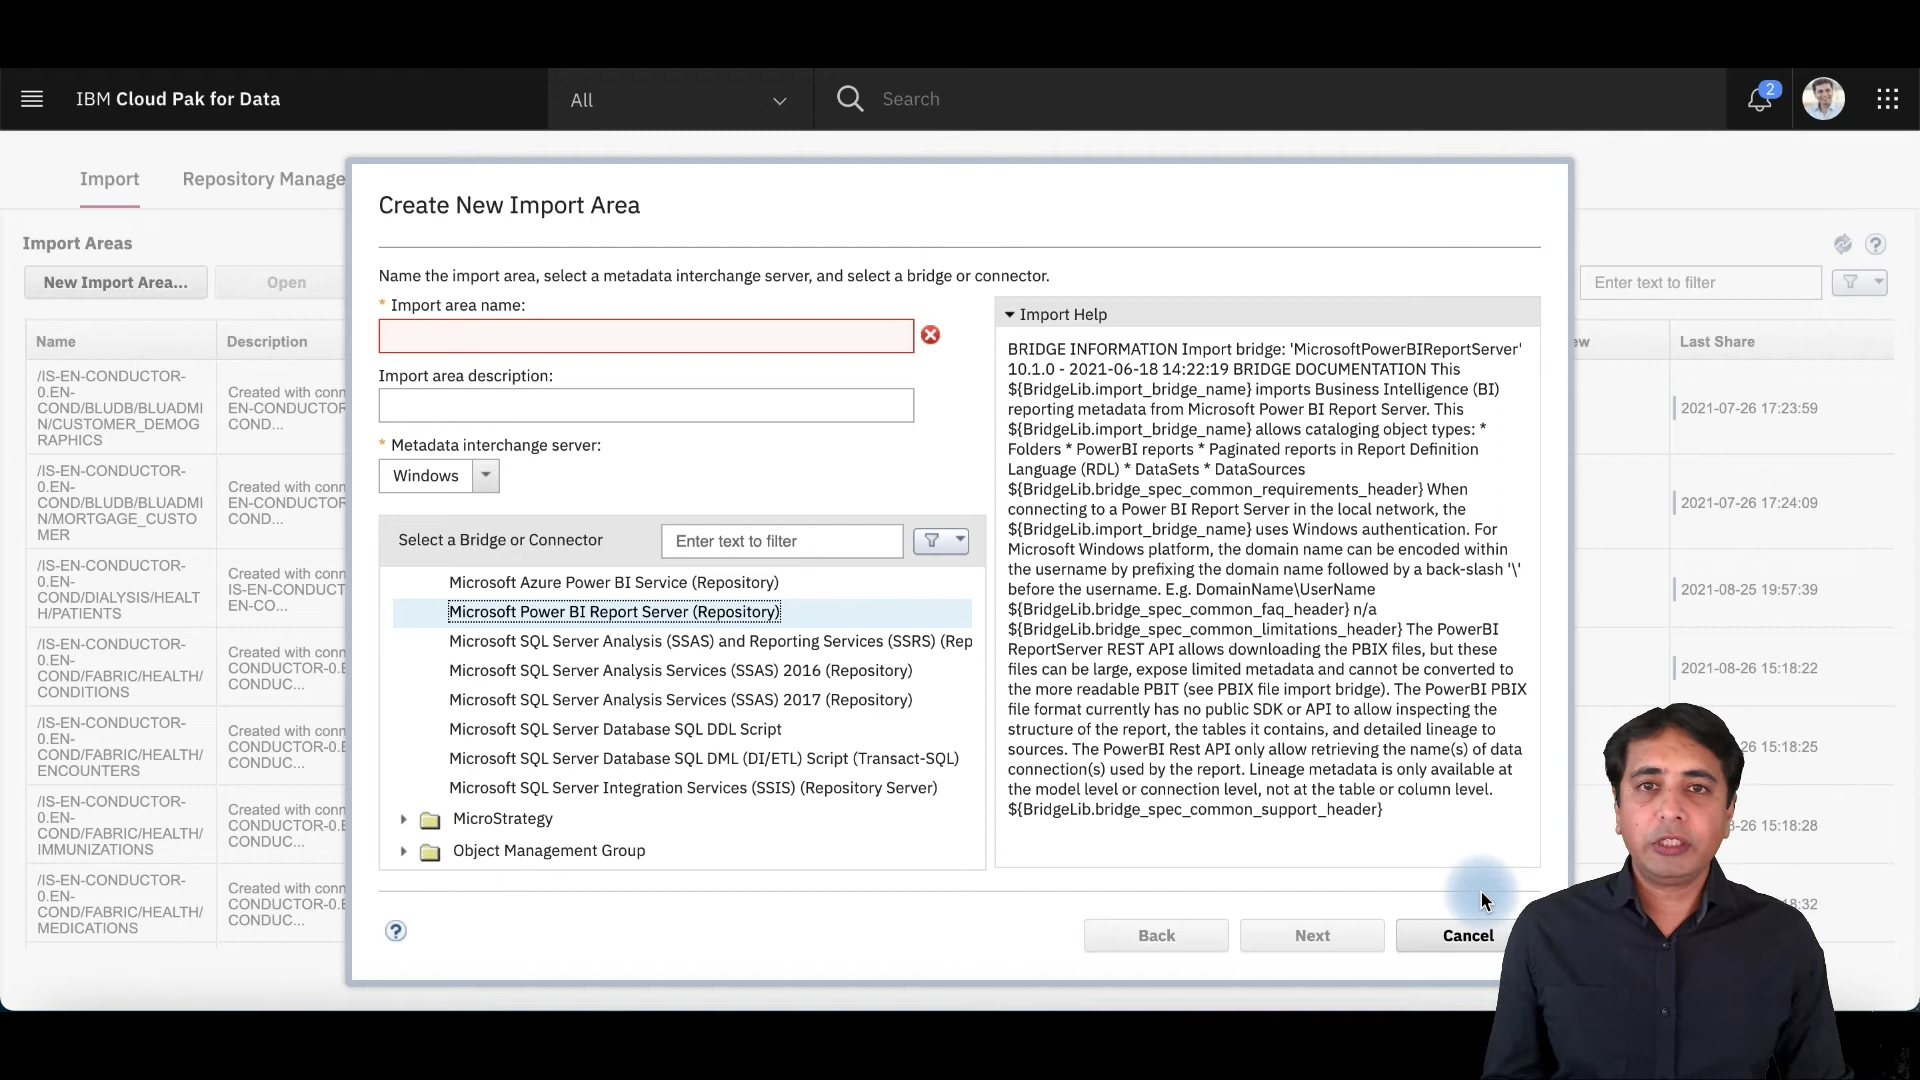 IBM Cloud Pak for Data
All
Search
2
Import
Repository Manage
Import Areas
New Import Area...
Open
Enter text to filter
Name
Description
ew
Last Share
/IS-EN-CONDUCTOR-
0.EN-
COND/BLUDB/BLUADMI
N/CUSTOMER_DEMOG
RAPHICS
Created with conn
EN-CONDUCTOR
COND...
2021-07-26 17:23:59
/IS-EN-CONDUCTOR-
0.EN-
COND/BLUDB/BLUADMI
N/MORTGAGE_CUSTO
MER
Created with conn
EN-CONDUCTOR
COND...
2021-07-26 17:24:09
/IS-EN-CONDUCTOR-
0.EN-
COND/DIALYSIS/HEALT
H/PATIENTS
Created with conn
IS-EN-CONDUCT
EN-CO...
2021-08-25 19:57:39
/IS-EN-CONDUCTOR-
0.EN-
COND/FABRIC/HEALTH/
CONDITIONS
Created with conn
CONDUCTOR-0.E
CONDUC...
2021-08-26 15:18:22
/IS-EN-CONDUCTOR-
0.EN-
COND/FABRIC/HEALTH/
ENCOUNTERS
Created with conn
CONDUCTOR-0.E
CONDUC...
26 15:18:25
/IS-EN-CONDUCTOR-
0.EN-
COND/FABRIC/HEALTH/
IMMUNIZATIONS
Created with conn
CONDUCTOR-0.E
CONDUC...
-26 15:18:28
/IS-EN-CONDUCTOR-
0.EN-
COND/FABRIC/HEALTH/
MEDICATIONS
Created with conn
CONDUCTOR-0.E
CONDUC...
18:32
Create New Import Area
Name the import area, select a metadata interchange server, and select a bridge or connector.
* Import area name:
Import area description:
* Metadata interchange server:
Windows
Select a Bridge or Connector
Enter text to filter
Microsoft Azure Power BI Service (Repository)
Microsoft Power BI Report Server (Repository)
Microsoft SQL Server Analysis (SSAS) and Reporting Services (SSRS) (Rep
Microsoft SQL Server Analysis Services (SSAS) 2016 (Repository)
Microsoft SQL Server Analysis Services (SSAS) 2017 (Repository)
Microsoft SQL Server Database SQL DDL Script
Microsoft SQL Server Database SQL DML (DI/ETL) Script (Transact-SQL)
Microsoft SQL Server Integration Services (SSIS) (Repository Server)
MicroStrategy
Object Management Group
Import Help
BRIDGE INFORMATION Import bridge: 'MicrosoftPowerBIReportServer'
10.1.0 - 2021-06-18 14:22:19 BRIDGE DOCUMENTATION This
${BridgeLib.import_bridge_name} imports Business Intelligence (BI)
reporting metadata from Microsoft Power BI Report Server. This
${BridgeLib.import_bridge_name} allows cataloging object types: *
Folders * PowerBI reports * Paginated reports in Report Definition
Language (RDL) * DataSets * DataSources
${BridgeLib.bridge_spec_common_requirements_header} When
connecting to a Power BI Report Server in the local network, the
${BridgeLib.import_bridge_name} uses Windows authentication. For
Microsoft Windows platform, the domain name can be encoded within
the username by prefixing the domain name followed by a back-slash '\'
before the username. E.g. DomainName\UserName
${BridgeLib.bridge_spec_common_faq_header} n/a
${BridgeLib.bridge_spec_common_limitations_header} The PowerBI
ReportServer REST API allows downloading the PBIX files, but these
files can be large, expose limited metadata and cannot be converted to
the more readable PBIT (see PBIX file import bridge). The PowerBI PBIX
file format currently has no public SDK or API to allow inspecting the
structure of the report, the tables it contains, and detailed lineage to
sources. The PowerBI Rest API only allow retrieving the name(s) of data
connection(s) used by the report. Lineage metadata is only available at
the model level or connection level, not at the table or column level.
${BridgeLib.bridge_spec_common_support_header}
?
Back
Next
Cancel